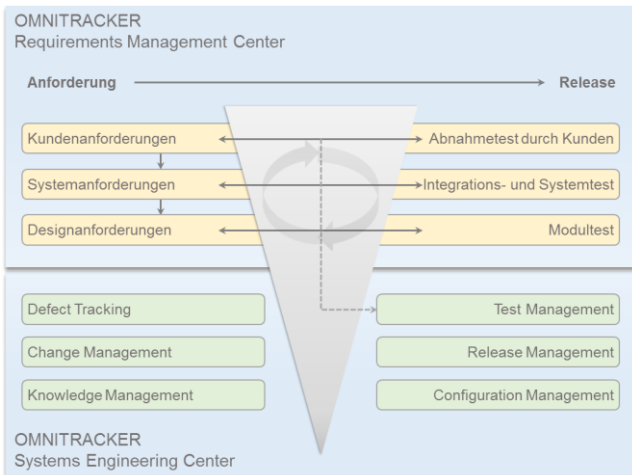 OMNITRACKER
Requirements Management Center
Anforderung
Release
Kundenanforderungen
Abnahmetest durch Kunden
Systemanforderungen
Integrations- und Systemtest
Designanforderungen
Modultest
Defect Tracking
Test Management
Change Management
Release Management
Knowledge Management
Configuration Management
OMNITRACKER
Systems Engineering Center